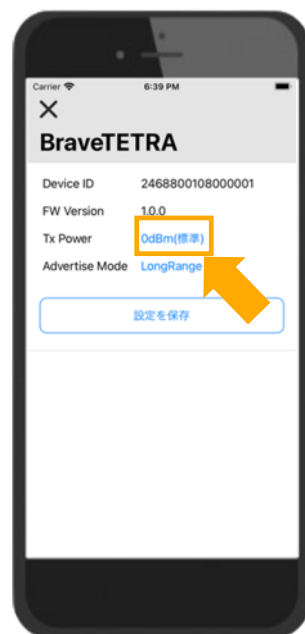 Carrier 6:39 PM
BraveTETRA
Device ID 2468800108000001
FW Version 1.0.0
Tx Power 0dBm(標準)
Advertise Mode LongRange
設定を保存